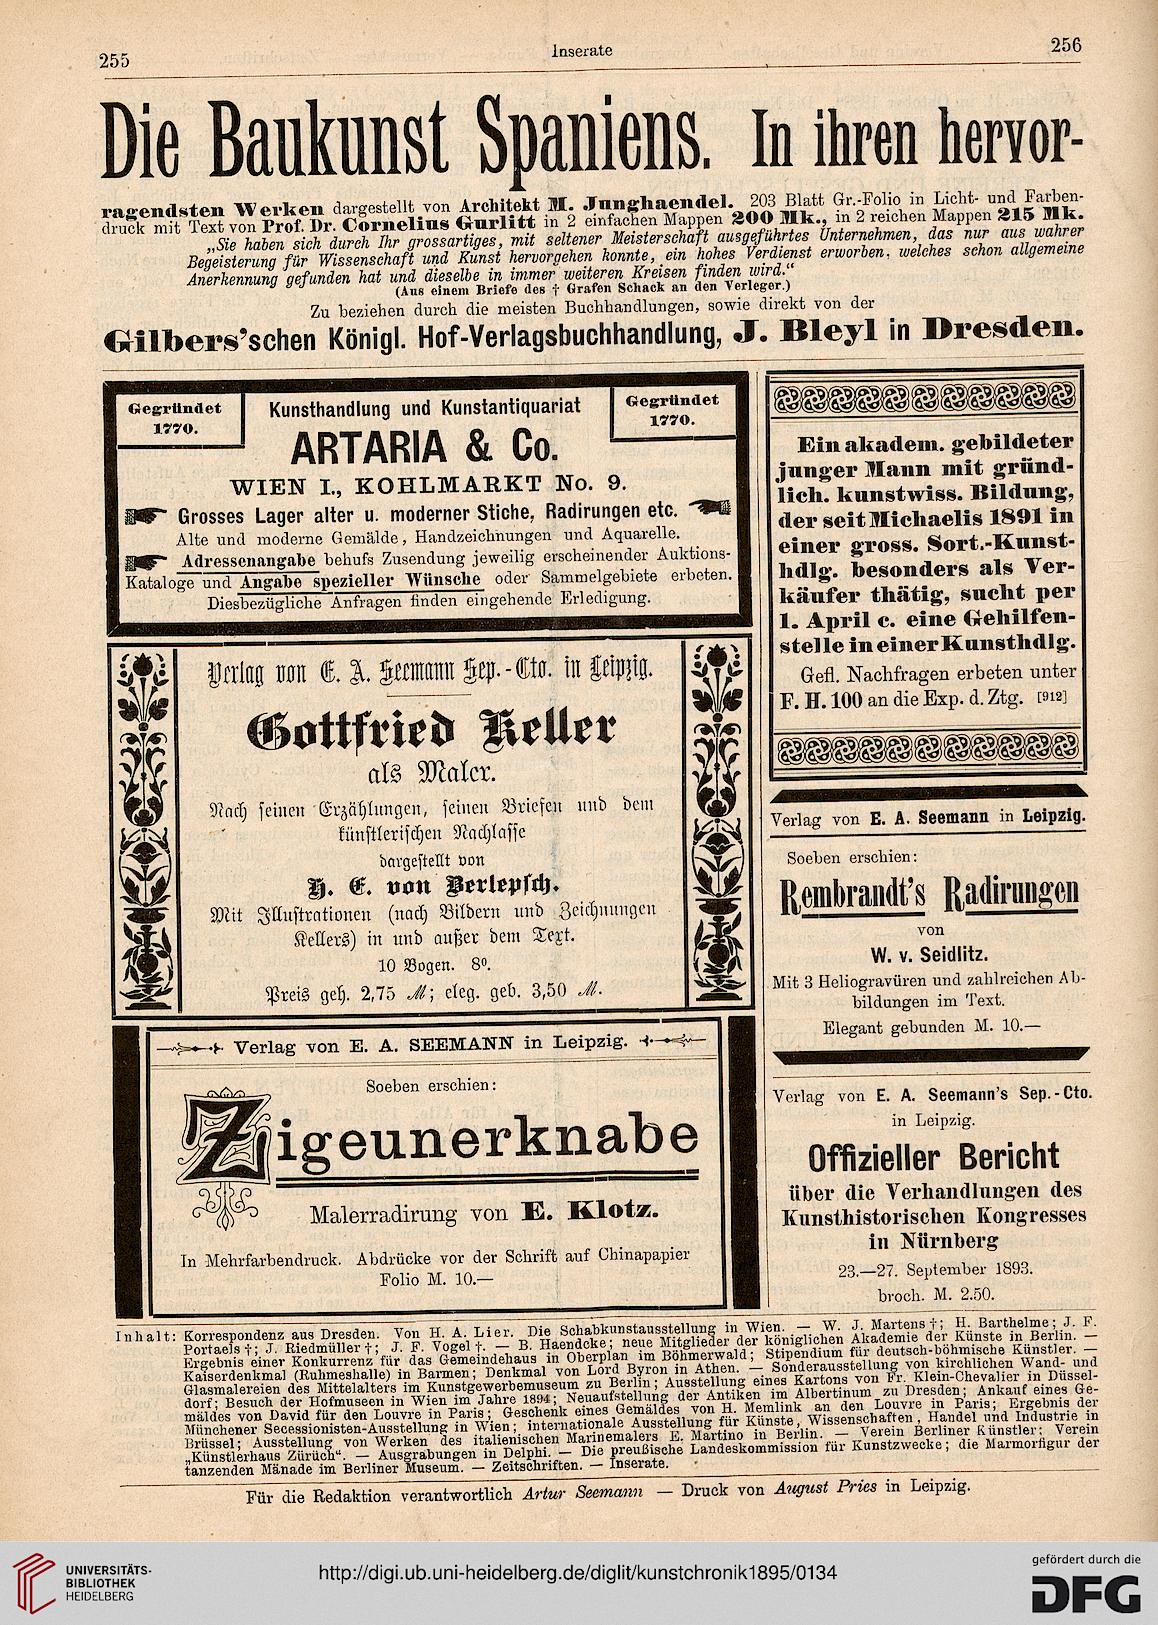 255
Inserate
256
Die Baukunst Spaniens. In ihren hervor-
ragendsten Werken dargestellt von Architekt M. Junghaendel. 203 Blatt Gr.-Folio in Licht- und Farben-
druck mit Text von Prof. Dr. Cornelius Gurlitt in 2 einfachen Mappen 200 Mk., in 2 reichen Mappen 215 Mk.
„Sie haben sich durch Ihr grossartiges, mit seltener Meisterschaft ausgeführtes Unternehmen, das nur aus wahrer
Begeisterung für Wissenschaft und Kunst hervorgehen konnte, ein hohes Verdienst erworben, welches schon allgemeine
Anerkennung gefunden hat und dieselbe in immer weiteren Kreisen finden wird.“
(Aus einem Briefe des † Grafen Schack an den Verleger.)
Zu beziehen durch die meisten Buchhandlungen, sowie direkt von der
Gilbers'schen Königl. Hof-Verlagsbuchhandlung, J. Bleyl in Dresden.
Gegründet
1770.
Kunsthandlung und Kunstantiquariat
Gegründet
1770.
ARTARIA & Co.
WIEN I., KOHLMARKT No. 9.
Grosses Lager alter u. moderner Stiche, Radirungen etc.
Alte und moderne Gemälde, Handzeichnungen und Aquarelle.
Adressenangabe behufs Zusendung jeweilig erscheinender Auktions-
Kataloge und Angabe spezieller Wünsche oder Sammelgebiete erbeten.
Diesbezügliche Anfragen finden eingehende Erledigung.
Verlag von E. A. Seemann Sep.-Cto. in Leipzig.
Gottfried Keller
als Maler.
Nach seinen Erzählungen, seinen Briefen und dem
künstlerischen Nachlasse
dargestellt von
H. E. von Berlepsch.
Mit Illustrationen (nach Bildern und Zeichnungen
Kellers) in und außer dem Text.
10 Bogen. 8°.
Preis geh. 2,75 M; eleg. geb. 3,50 M.
Verlag von E. A. SEEMANN in Leipzig.
Soeben erschien:
Zigeunerknabe
Malerradirung von E. Klotz.
In Mehrfarbendruck. Abdrücke vor der Schrift auf Chinapapier
Folio M. 10.—
Ein akadem. gebildeter
junger Mann mit gründ-
lich. kunstwiss. Bildung,
der seit Michaelis 1891 in
einer gross. Sort.-Kunst-
hdlg. besonders als Ver-
käufer thätig, sucht per
1. April c. eine Gehilfen-
stelle in einer Kunsthdlg.
Gefl. Nachfragen erbeten unter
F. H. 100 an die Exp. d. Ztg. [912]
Verlag von E. A. Seemann in Leipzig.
Soeben erschien:
Rembrandt's Radirungen
von
W. v. Seidlitz.
Mit 3 Heliogravüren und zahlreichen Ab-
bildungen im Text.
Elegant gebunden M. 10.—
Verlag von E. A. Seemann's Sep.-Cto.
in Leipzig.
Offizieller Bericht
über die Verhandlungen des
Kunsthistorischen Kongresses
in Nürnberg
23.—27. September 1893.
broch. M. 2.50.
Inhalt: Korrespondenz aus Dresden. Von H. A. Lier. Die Schabkunstausstellung in Wien. — W. J. Martens †; H. Barthelme; J. F.
Portaels †; J. Riedmüller †; J. F. Vogel †. — B. Haendcke; neue Mitglieder der königlichen Akademie der Künste in Berlin. —
Ergebnis einer Konkurrenz für das Gemeindehaus in Oberplan im Böhmerwald; Stipendium für deutsch-böhmische Künstler. —
Kaiserdenkmal (Ruhmeshalle) in Barmen; Denkmal von Lord Byron in Athen. — Sonderausstellung von kirchlichen Wand- und
Glasmalereien des Mittelalters im Kunstgewerbemuseum zu Berlin; Ausstellung eines Kartons von Fr. Klein-Chevalier in Düssel-
dorf; Besuch der Hofmuseen in Wien im Jahre 1894; Neuaufstellung der Antiken im Albertinum zu Dresden; Ankauf eines Ge-
mäldes von David für den Louvre in Paris; Geschenk eines Gemäldes von H. Memlink an den Louvre in Paris; Ergebnis der
Münchener Secessionisten-Ausstellung in Wien; internationale Ausstellung für Künste, Wissenschaften, Handel und Industrie in
Brüssel; Ausstellung von Werken des italienischen Marinemalers E. Martino in Berlin. — Verein Berliner Künstler; Verein
„Künstlerhaus Zürüch“. — Ausgrabungen in Delphi. — Die preußische Landeskommission für Kunstzwecke; die Marmorfigur der
tanzenden Mänade im Berliner Museum. — Zeitschriften. — Inserate.
Für die Redaktion verantwortlich Artur Seemann — Druck von August Pries in Leipzig.
UNIVERSITÄTS-
BIBLIOTHEK
HEIDELBERG
http://digi.ub.uni-heidelberg.de/diglit/kunstchronik1895/0134
gefördert durch die
DFG